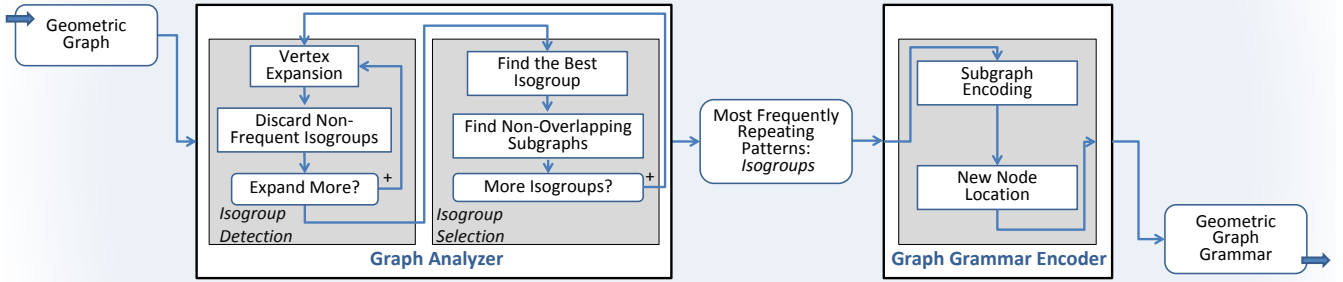 Geometric
Graph
Vertex
Expansion
Discard Non-
Frequent Isogroups
Expand More?
+
Isogroup
Detection
Find the Best
Isogroup
Find Non-Overlapping
Subgraphs
More Isogroups?
+
Isogroup
Selection
Graph Analyzer
Most Frequently
Repeating
Patterns:
Isogroups
Subgraph
Encoding
New Node
Location
Graph Grammar Encoder
Geometric
Graph
Grammar